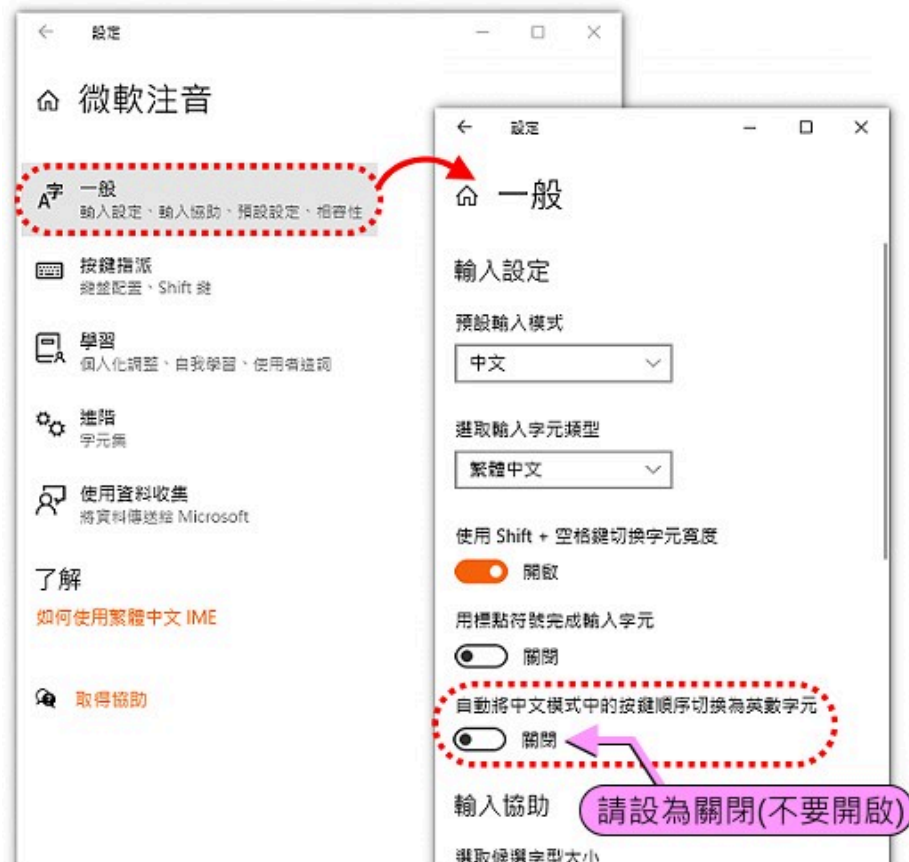 設定
微軟注音
一般
輸入設定、輸入協助、預設設定、相容性
按鍵指派
鍵盤配置、Shift 鍵
學習
個人化調整、自我學習、使用者造詞
進階
字元集
使用資料收集
將資料傳送給 Microsoft
了解
如何使用繁體中文 IME
取得協助
設定
一般
輸入設定
預設輸入模式
中文
選取輸入字元類型
繁體中文
使用 Shift + 空格鍵切換字元寬度
開啟
用標點符號完成輸入字元
關閉
自動將中文模式中的按鍵順序切換為英數字元
關閉
請設為關閉(不要開啟)
輸入協助
選取候選字型大小